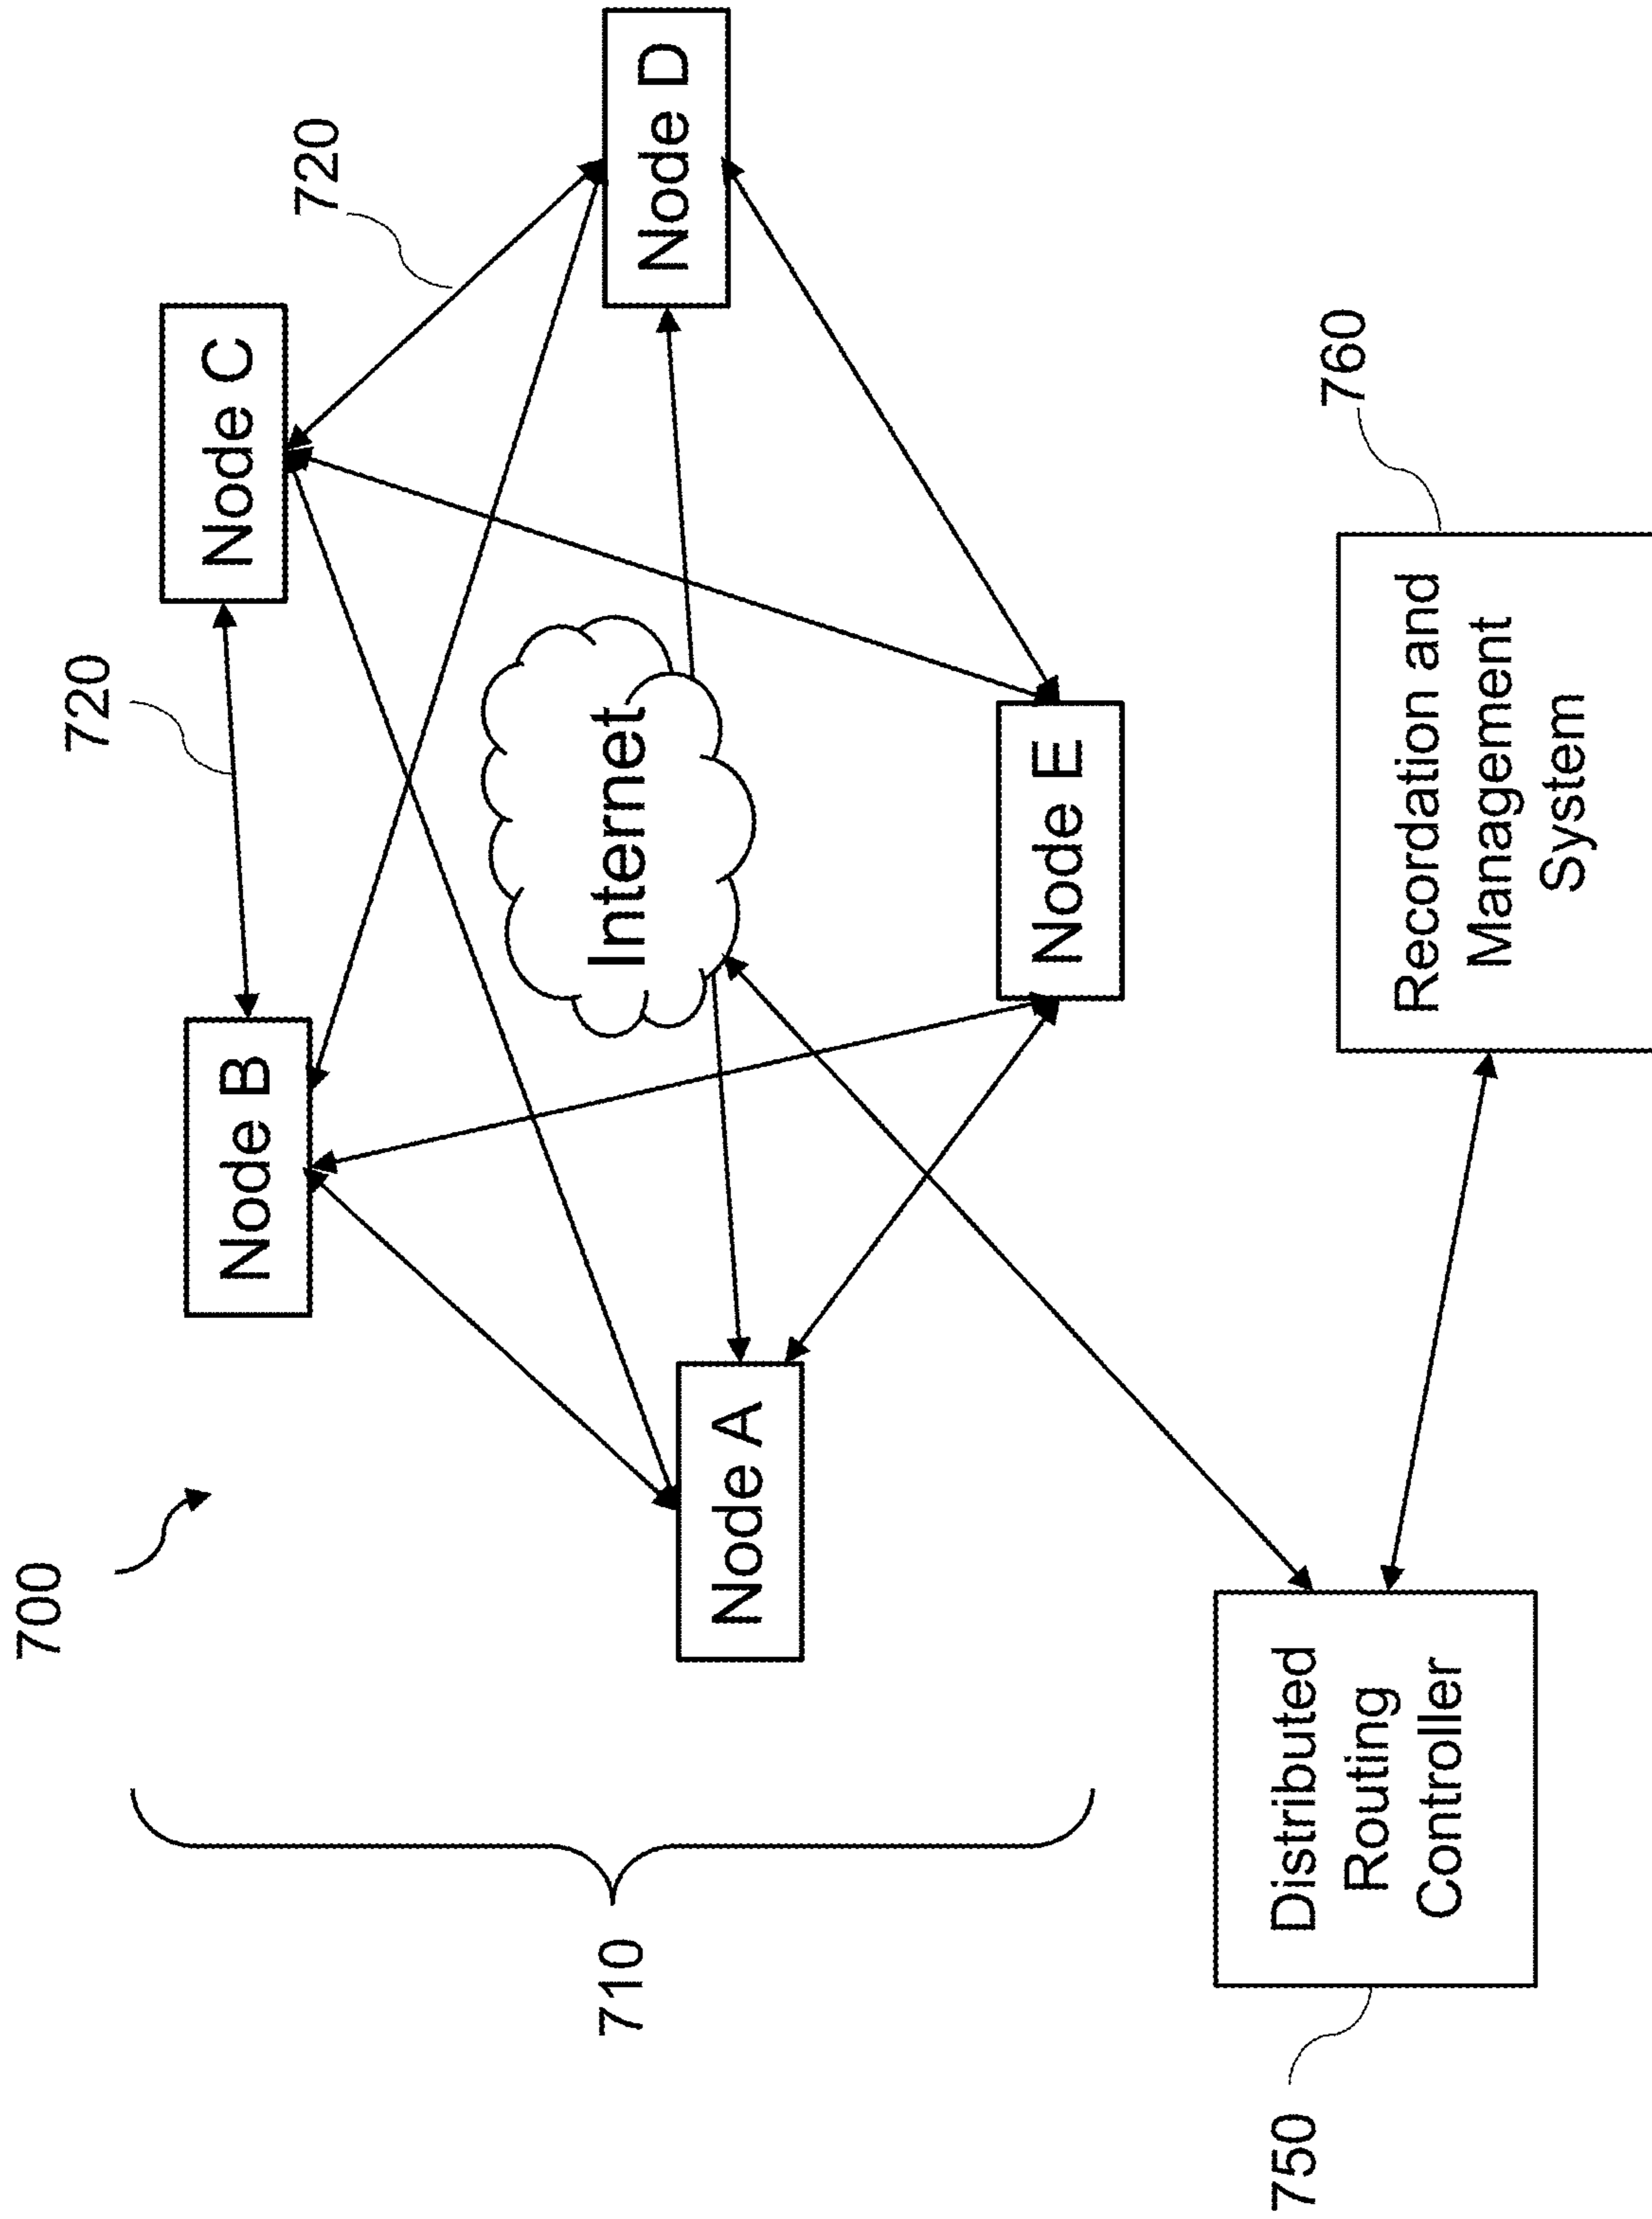 700
720
720
Node B
Node C
Node A
Internet
Node D
Node E
710
750
Distributed
Routing
Controller
760
Recordation and
Management
System